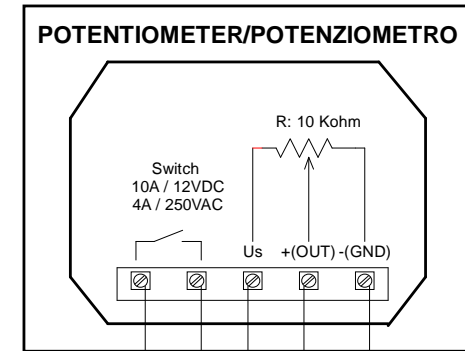 POTENTIOMETER/POTENZIOMETRO
R: 10 Kohm
Switch
10A / 12VDC
4A / 250VAC
Us +(OUT) -(GND)